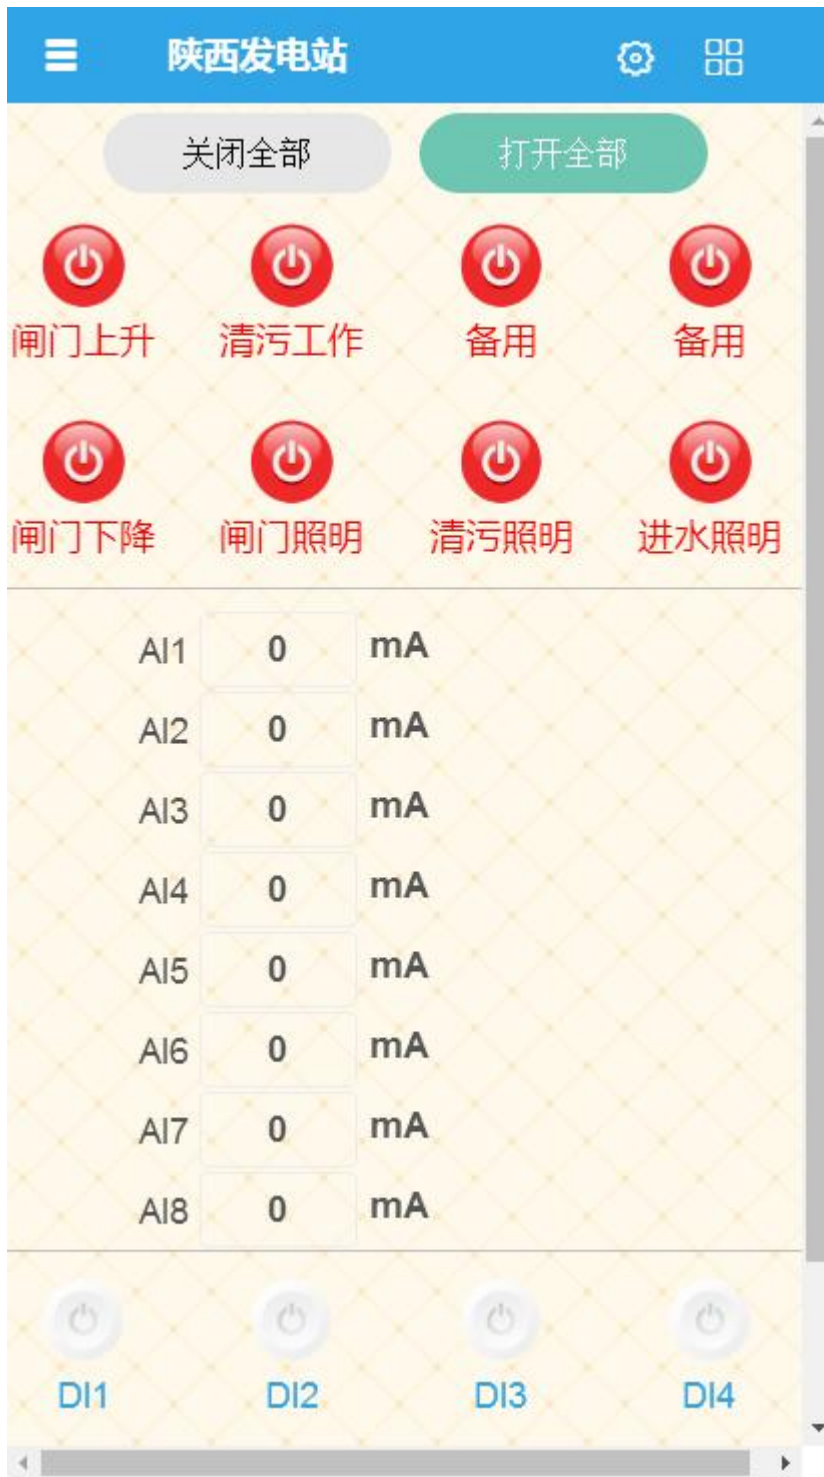 陕西发电站
关闭全部 打开全部
闸门上升 清污工作 备用 备用
闸门下降 闸门照明 清污照明 进水照明
AI1 0 mA
AI2 0 mA
AI3 0 mA
AI4 0 mA
AI5 0 mA
AI6 0 mA
AI7 0 mA
AI8 0 mA
DI1 DI2 DI3 DI4